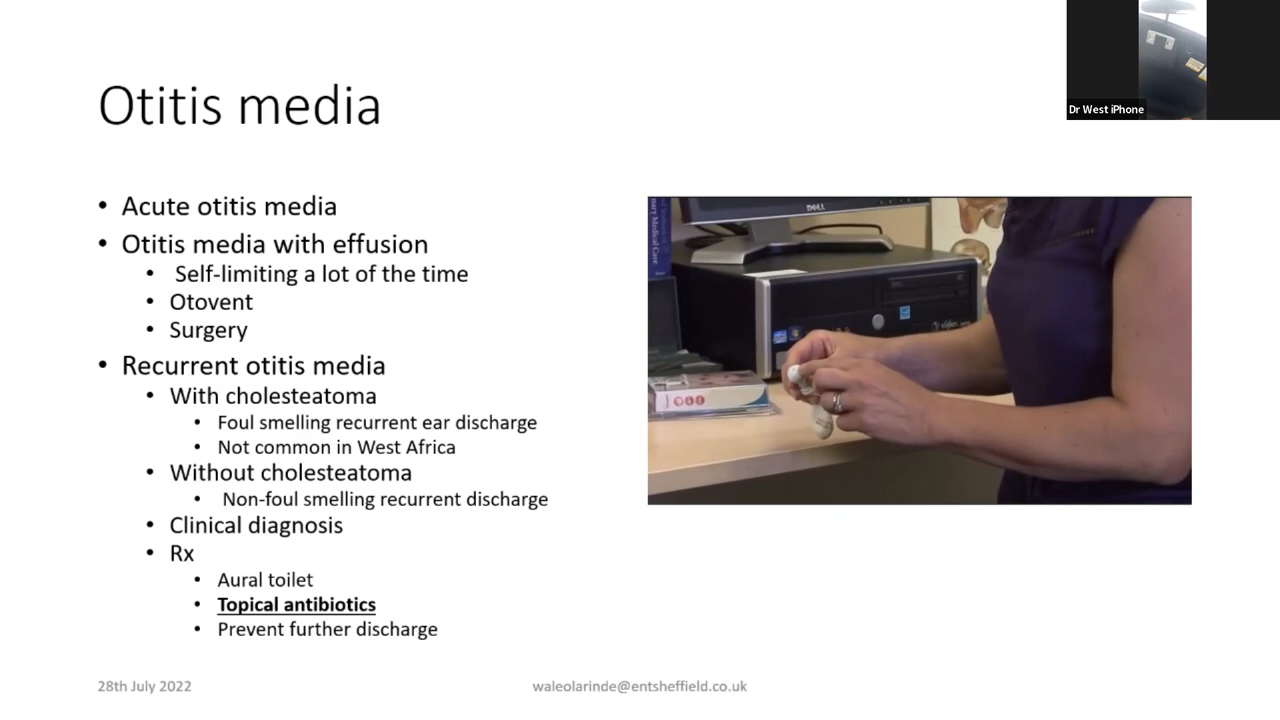 Dr West iPhone
Otitis media
• Acute otitis media
• Otitis media with effusion
• Self-limiting a lot of the time
• Otovent
• Surgery
• Recurrent otitis media
• With cholesteatoma
• Foul smelling recurrent ear discharge
• Not common in West Africa
• Without cholesteatoma
• Non-foul smelling recurrent discharge
• Clinical diagnosis
• Rx
• Aural toilet
• Topical antibiotics
• Prevent further discharge
DELL
Medical Care
28th July 2022
waleolarinde@entsheffield.co.uk